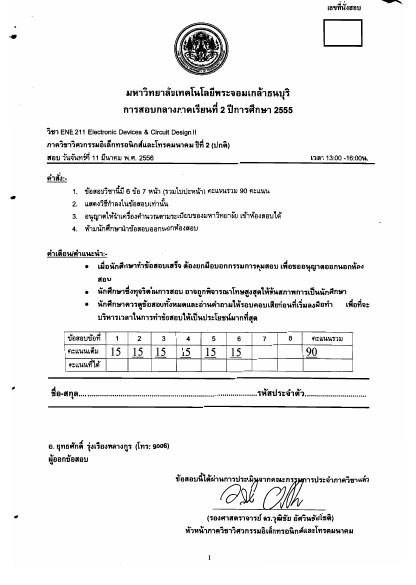 เลขที่นั่งสอบ
มหาวิทยาลัยเทคโนโลยีพระจอมเกล้าธนบุรี
การสอบกลางภาคเรียนที่ 2 ปีการศึกษา 2555
วิชา ENE 211 Electronic Devices & Circuit Design II
ภาควิชาวิศวกรรมอิเล็กทรอนิกส์และโทรคมนาคม ปีที่ 2 (ปกติ)
สอบ วันจันทร์ที่ 11 มีนาคม พ.ศ. 2556 เวลา 13:00 -16:00น.
คำสั่ง:-
1. ข้อสอบวิชานี้มี 6 ข้อ 7 หน้า (รวมใบปะหน้า) คะแนนรวม 90 คะแนน
2. แสดงวิธีทำลงในข้อสอบเท่านั้น
3. อนุญาตให้นำเครื่องคำนวณตามระเบียบของมหาวิทยาลัย เข้าห้องสอบได้
4. ห้ามนักศึกษานำข้อสอบออกนอกห้องสอบ
คำเตือน/คำแนะนำ:-
• เมื่อนักศึกษาทำข้อสอบเสร็จ ต้องยกมือบอกกรรมการคุมสอบ เพื่อขออนุญาตออกนอกห้อง
สอบ
• นักศึกษาซึ่งทุจริตในการสอบ อาจถูกพิจารณาโทษสูงสุดให้พ้นสภาพการเป็นนักศึกษา
• นักศึกษาควรดูข้อสอบทั้งหมดและอ่านคำถามให้รอบคอบเสียก่อนที่เริ่มลงมือทำ เพื่อที่จะ
บริหารเวลาในการทำข้อสอบให้เป็นประโยชน์มากที่สุด
ข้อสอบข้อที่ 1 2 3 4 5 6 7 8 คะแนนรวม
คะแนนเต็ม 15 15 15 15 15 15 90
คะแนนที่ได้
ชื่อ-สกุล..............................รหัสประจำตัว..............................
อ. ยุทธศักดิ์ รุ่งเรืองพลางกูร (โทร: 9006)
ผู้ออกข้อสอบ
ข้อสอบนี้ได้ผ่านการประเมินจากคณะกรรมการประจำภาควิชาแล้ว
(รองศาสตราจารย์ ดร.วุฒิชัย อัศวินชัยโชติ)
หัวหน้าภาควิชาวิศวกรรมอิเล็กทรอนิกส์และโทรคมนาคม
1